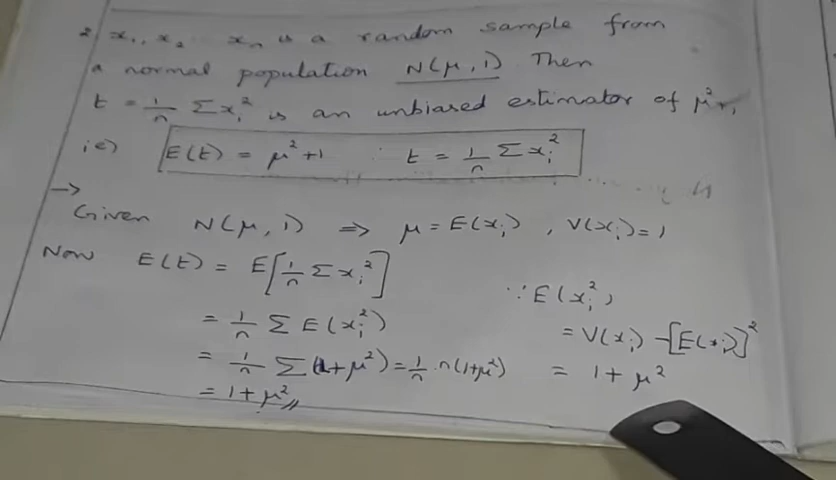 2 x₁, x₂ xₙ is a random sample from
a normal population N(μ, 1) Then
t = 1/n Σxᵢ² is an unbiased estimator of μ²+1
ie) E(t) = μ²+1 ∵ t = 1/n Σxᵢ²
→
Given N(μ, 1) ⇒ μ = E(xᵢ), V(xᵢ)=1
Now E(t) = E[1/n Σxᵢ²]
= 1/n Σ E(xᵢ²)
= 1/n Σ(1+μ²) = 1/n · n(1+μ²)
= 1+μ²//
∵ E(xᵢ²)
= V(xᵢ) - [E(xᵢ)]²
= 1+μ²